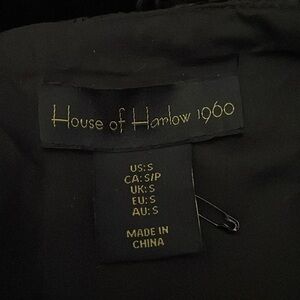 House of Harlow 1960
US: S
CA: S/P
UK: S
EU: S
AU: S
MADE IN
CHINA